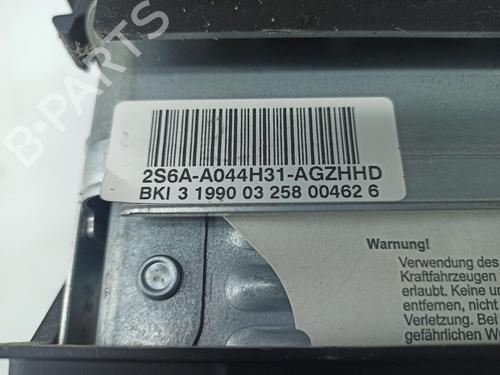 2S6A-A044H31-AGZHHD
BKI 3 1990 03 258 00462 6
Warnung!
Verwendung des
Kraftfahrzeugen
erlaubt. Keine
entfernen, nicht
Verletzung. Bei
gefährlichen
B-PARTS